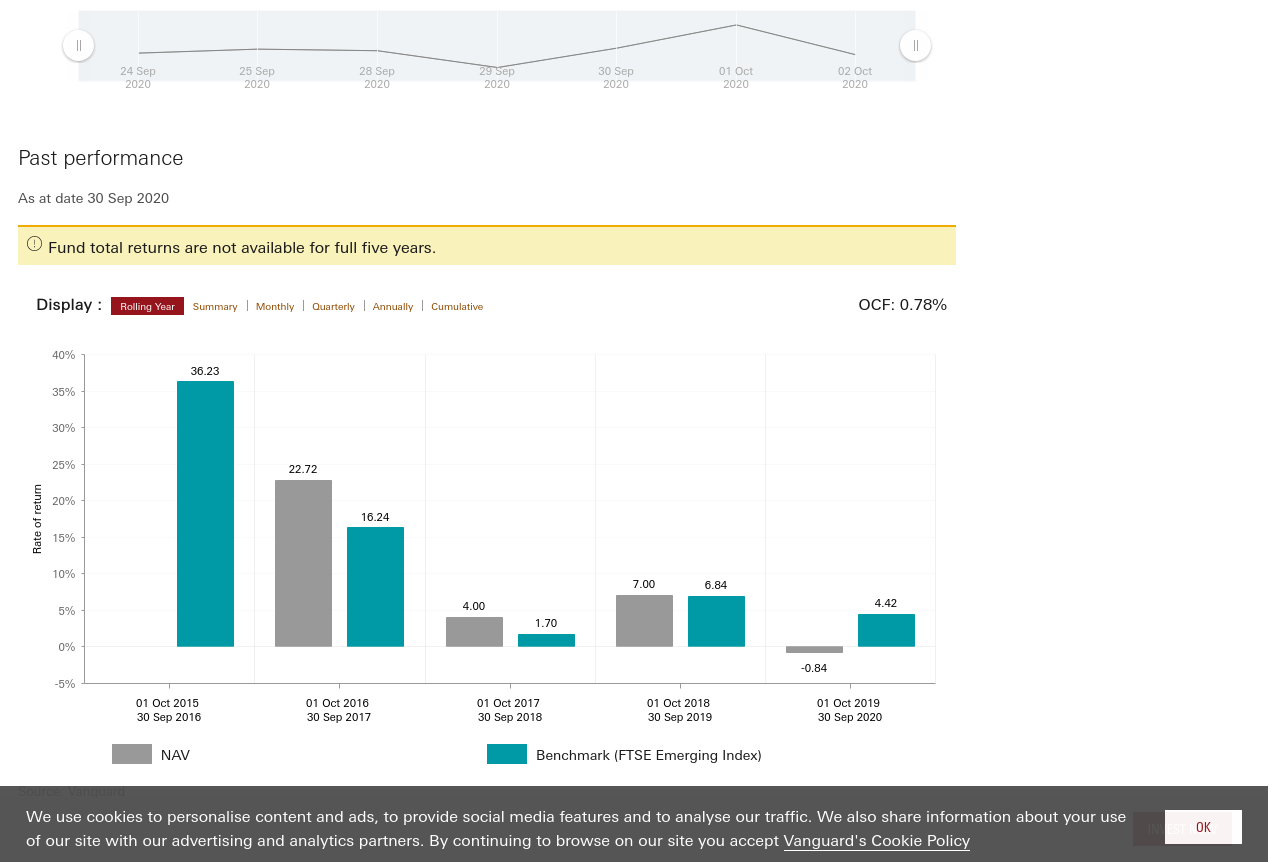 24 Sep 2020
25 Sep 2020
28 Sep 2020
29 Sep 2020
30 Sep 2020
01 Oct 2020
02 Oct 2020
Past performance
As at date 30 Sep 2020
Fund total returns are not available for full five years.
Display :
Rolling Year
Summary
Monthly
Quarterly
Annually
Cumulative
OCF: 0.78%
Rate of return
40%
35%
30%
25%
20%
15%
10%
5%
0%
-5%
36.23
22.72
16.24
4.00
1.70
7.00
6.84
-0.84
4.42
01 Oct 2015
30 Sep 2016
01 Oct 2016
30 Sep 2017
01 Oct 2017
30 Sep 2018
01 Oct 2018
30 Sep 2019
01 Oct 2019
30 Sep 2020
NAV
Benchmark (FTSE Emerging Index)
Source: Vanguard
We use cookies to personalise content and ads, to provide social media features and to analyse our traffic. We also share information about your use
of our site with our advertising and analytics partners. By continuing to browse on our site you accept Vanguard's Cookie Policy
OK